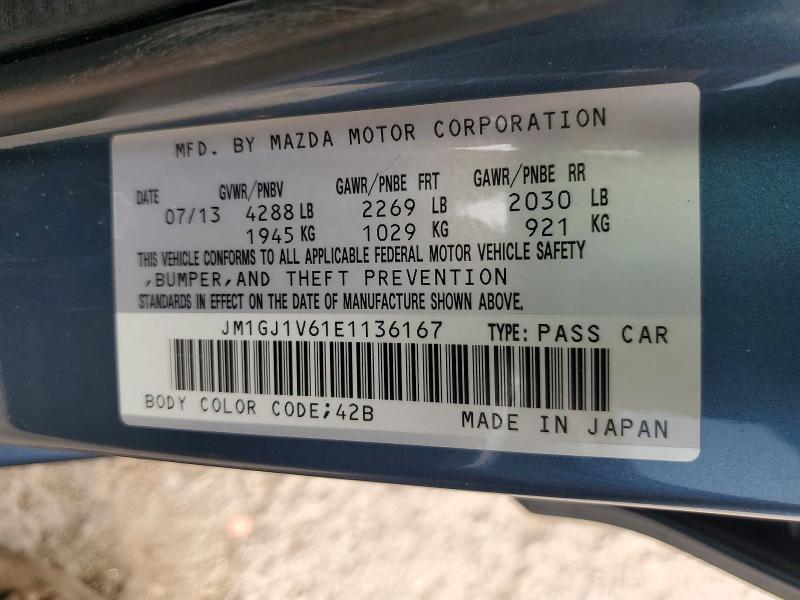 MFD. BY MAZDA MOTOR CORPORATION
DATE GVWR/PNBV GAWR/PNBE FRT GAWR/PNBE RR
07/13 4288 LB 2269 LB 2030 LB
1945 KG 1029 KG 921 KG
THIS VEHICLE CONFORMS TO ALL APPLICABLE FEDERAL MOTOR VEHICLE SAFETY
,BUMPER,AND THEFT PREVENTION
STANDARDS IN EFFECT ON THE DATE OF MANUFACTURE SHOWN ABOVE.
JM1GJ1V61E1136167 TYPE: PASS CAR
BODY COLOR CODE;42B MADE IN JAPAN